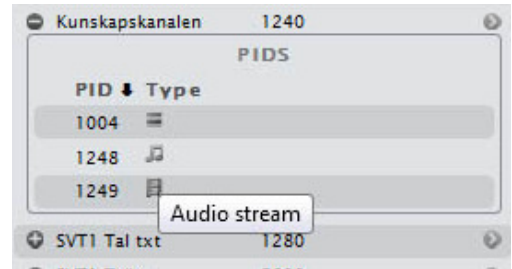 Kunskapskanalen 1240
PIDS
PID Type
1004
1248
1249
Audio stream
SVT1 Tal txt 1280